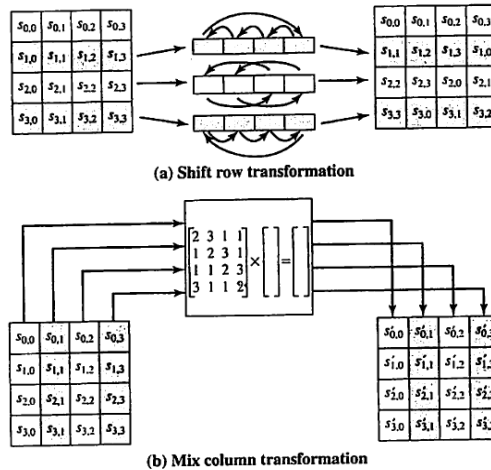 s0,0 s0,1 s0,2 s0,3 s0,0 s0,1 s0,2 s0,3
s1,0 s1,1 s1,2 s1,3 s1,1 s1,2 s1,3 s1,0
s2,0 s2,1 s2,2 s2,3 s2,2 s2,3 s2,0 s2,1
s3,0 s3,1 s3,2 s3,3 s3,3 s3,0 s3,1 s3,2
(a) Shift row transformation
2 3 1 1
1 2 3 1
1 1 2 3
3 1 1 2
× =
s0,0 s0,1 s0,2 s0,3 s′0,0 s′0,1 s′0,2 s′0,3
s1,0 s1,1 s1,2 s1,3 s′1,0 s′1,1 s′1,2
s2,0 s2,1 s2,2 s2,3 s′2,0 s′2,1 s′2,2
s3,0 s3,1 s3,2 s3,3 s′3,0 s′3,1 s′3,2
(b) Mix column transformation